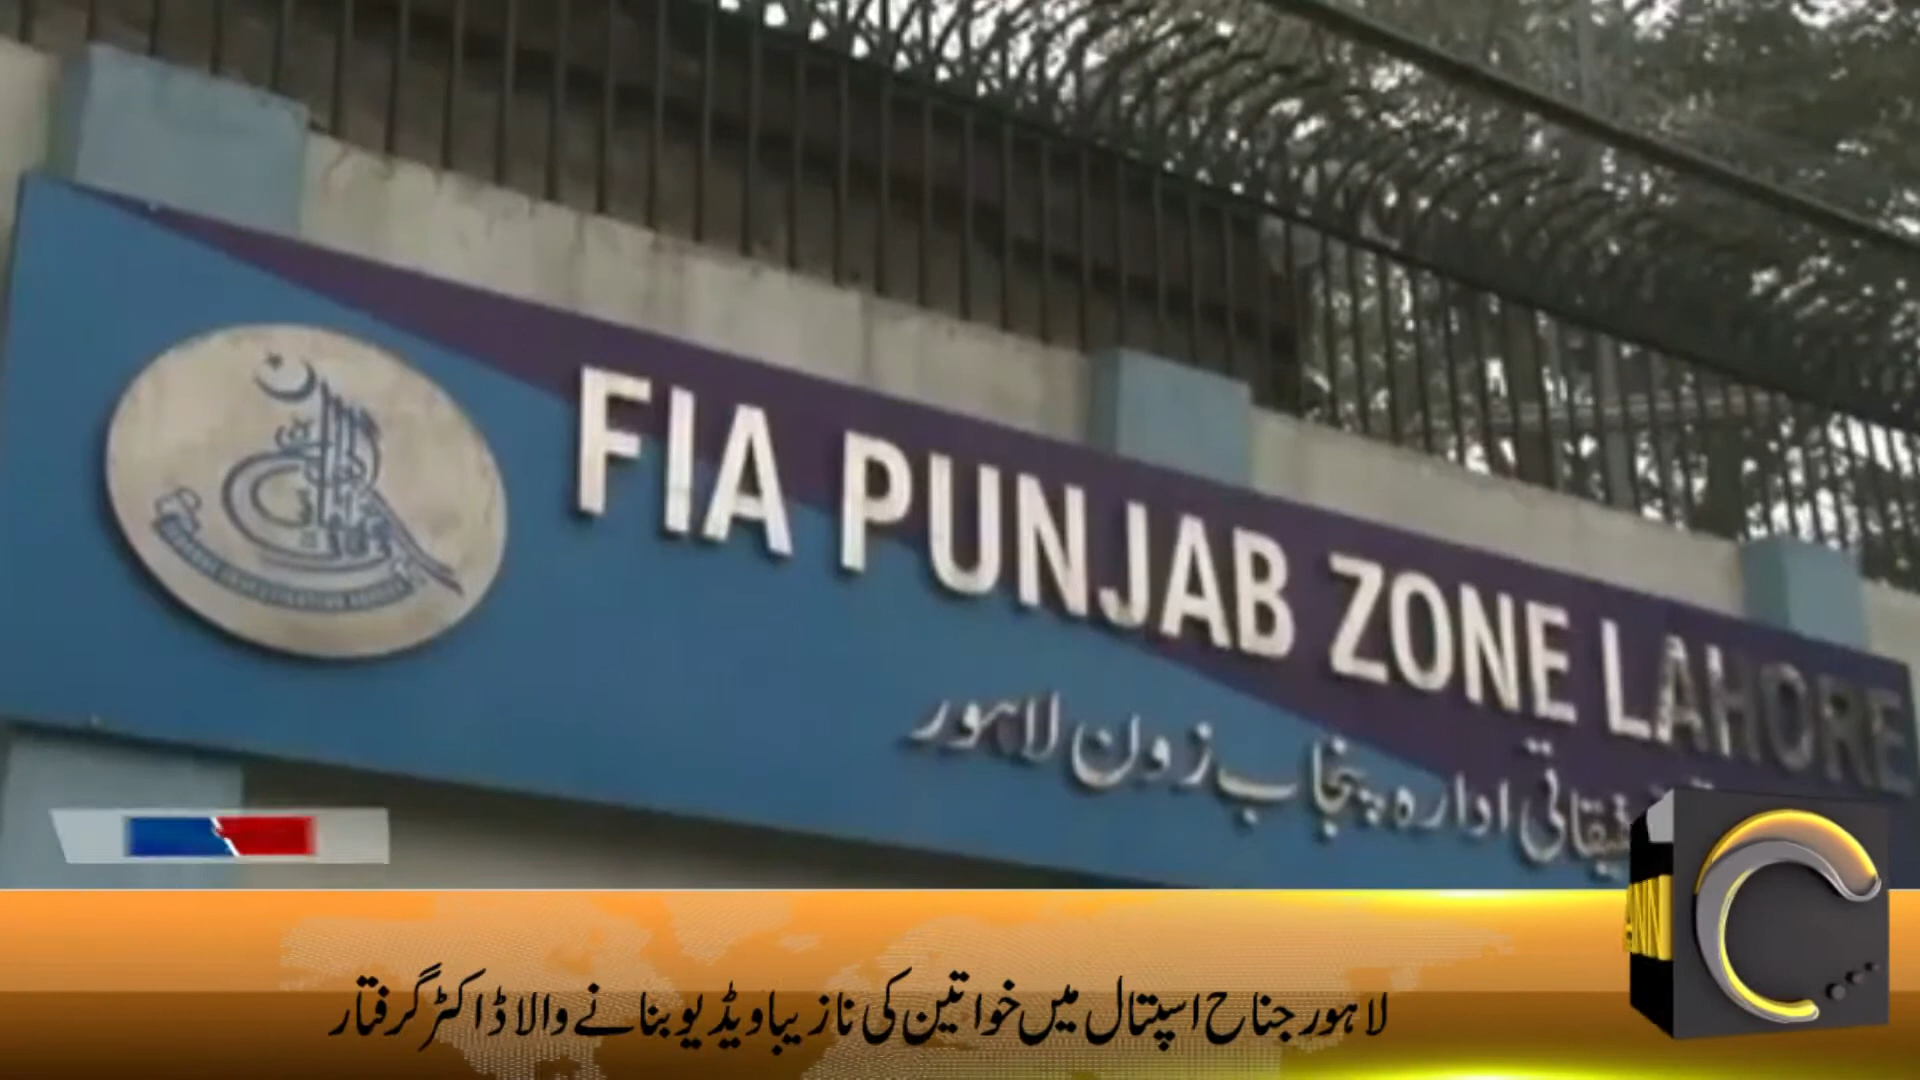 FIA PUNJAB ZONE LAHORE
ادارہ پنجاب زون لاہور
ANN
لاہور جناح اسپتال میں خواتین کی نازیبا ویڈیو بنانے والا ڈاکٹر گرفتار